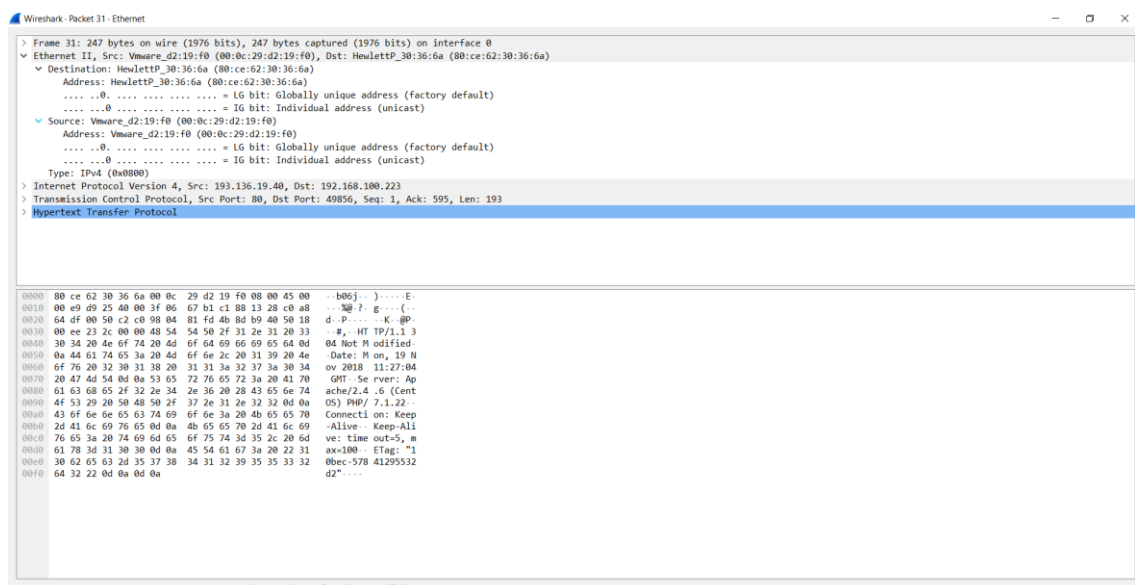 Wireshark · Packet 31 · Ethernet
> Frame 31: 247 bytes on wire (1976 bits), 247 bytes captured (1976 bits) on interface 0
Ethernet II, Src: Vmware_d2:19:f0 (00:0c:29:d2:19:f0), Dst: HewlettP_30:36:6a (80:ce:62:30:36:6a)
Destination: HewlettP_30:36:6a (80:ce:62:30:36:6a)
Address: HewlettP_30:36:6a (80:ce:62:30:36:6a)
.... ..0. .... .... .... .... = LG bit: Globally unique address (factory default)
.... ...0 .... .... .... .... = IG bit: Individual address (unicast)
Source: Vmware_d2:19:f0 (00:0c:29:d2:19:f0)
Address: Vmware_d2:19:f0 (00:0c:29:d2:19:f0)
.... ..0. .... .... .... .... = LG bit: Globally unique address (factory default)
.... ...0 .... .... .... .... = IG bit: Individual address (unicast)
Type: IPv4 (0x0800)
> Internet Protocol Version 4, Src: 193.136.19.40, Dst: 192.168.100.223
> Transmission Control Protocol, Src Port: 80, Dst Port: 49856, Seq: 1, Ack: 595, Len: 193
> Hypertext Transfer Protocol
0000 80 ce 62 30 36 6a 00 0c 29 d2 19 f0 08 00 45 00 ··b06j·· )·····E·
0010 00 e9 d9 25 40 00 3f 06 67 b1 c1 88 13 28 c0 a8 ···%@·?· g····(··
0020 64 df 00 50 c2 c0 98 04 81 fd 4b 8d b9 40 50 18 d··P···· ··K··@P·
0030 00 ee 23 2c 00 00 48 54 54 50 2f 31 2e 31 20 33 ··#,··HT TP/1.1 3
0040 30 34 20 4e 6f 74 20 4d 6f 64 69 66 69 65 64 0d 04 Not M odified·
0050 0a 44 61 74 65 3a 20 4d 6f 6e 2c 20 31 39 20 4e ·Date: M on, 19 N
0060 6f 76 20 32 30 31 38 20 31 31 3a 32 37 3a 30 34 ov 2018 11:27:04
0070 20 47 4d 54 0d 0a 53 65 72 76 65 72 3a 20 41 70 GMT··Se rver: Ap
0080 61 63 68 65 2f 32 2e 34 2e 36 20 28 43 65 6e 74 ache/2.4 .6 (Cent
0090 4f 53 29 20 50 48 50 2f 37 2e 31 2e 32 32 0d 0a OS) PHP/ 7.1.22··
00a0 43 6f 6e 6e 65 63 74 69 6f 6e 3a 20 4b 65 65 70 Connecti on: Keep
00b0 2d 41 6c 69 76 65 0d 0a 4b 65 65 70 2d 41 6c 69 -Alive·· Keep-Ali
00c0 76 65 3a 20 74 69 6d 65 6f 75 74 3d 35 2c 20 6d ve: time out=5, m
00d0 61 78 3d 31 30 30 0d 0a 45 54 61 67 3a 20 22 31 ax=100·· ETag: "1
00e0 30 62 65 63 2d 35 37 38 34 31 32 39 35 35 33 32 0bec-578 41295532
00f0 64 32 22 0d 0a 0d 0a d2"····